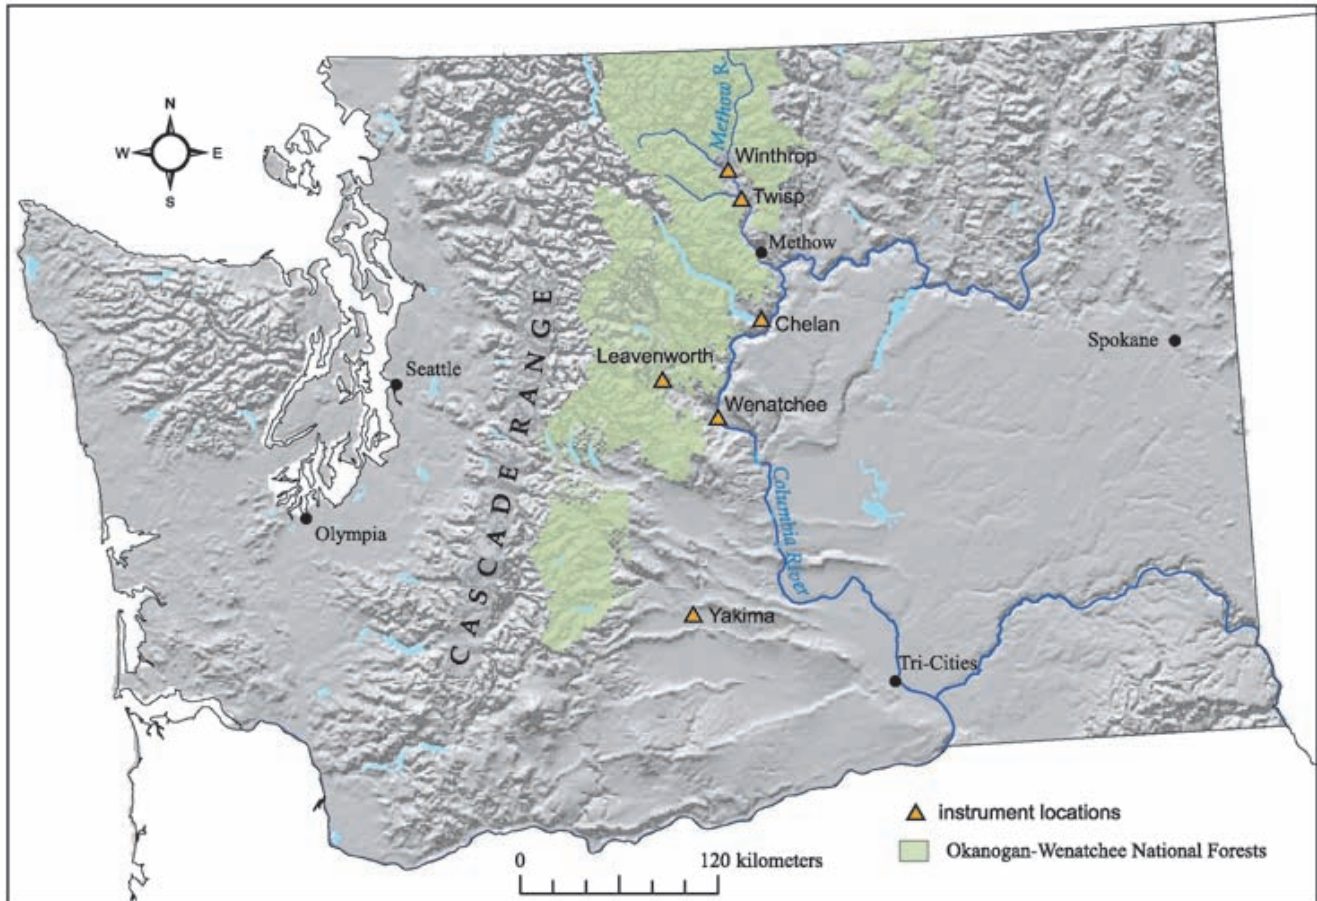 N
W
E
S
Methow R.
Winthrop
Twisp
Methow
Chelan
Spokane
Leavenworth
Seattle
Wenatchee
CASCADE RANGE
Columbia River
Olympia
Yakima
Tri-Cities
instrument locations
Okanogan-Wenatchee National Forests
0
120 kilometers